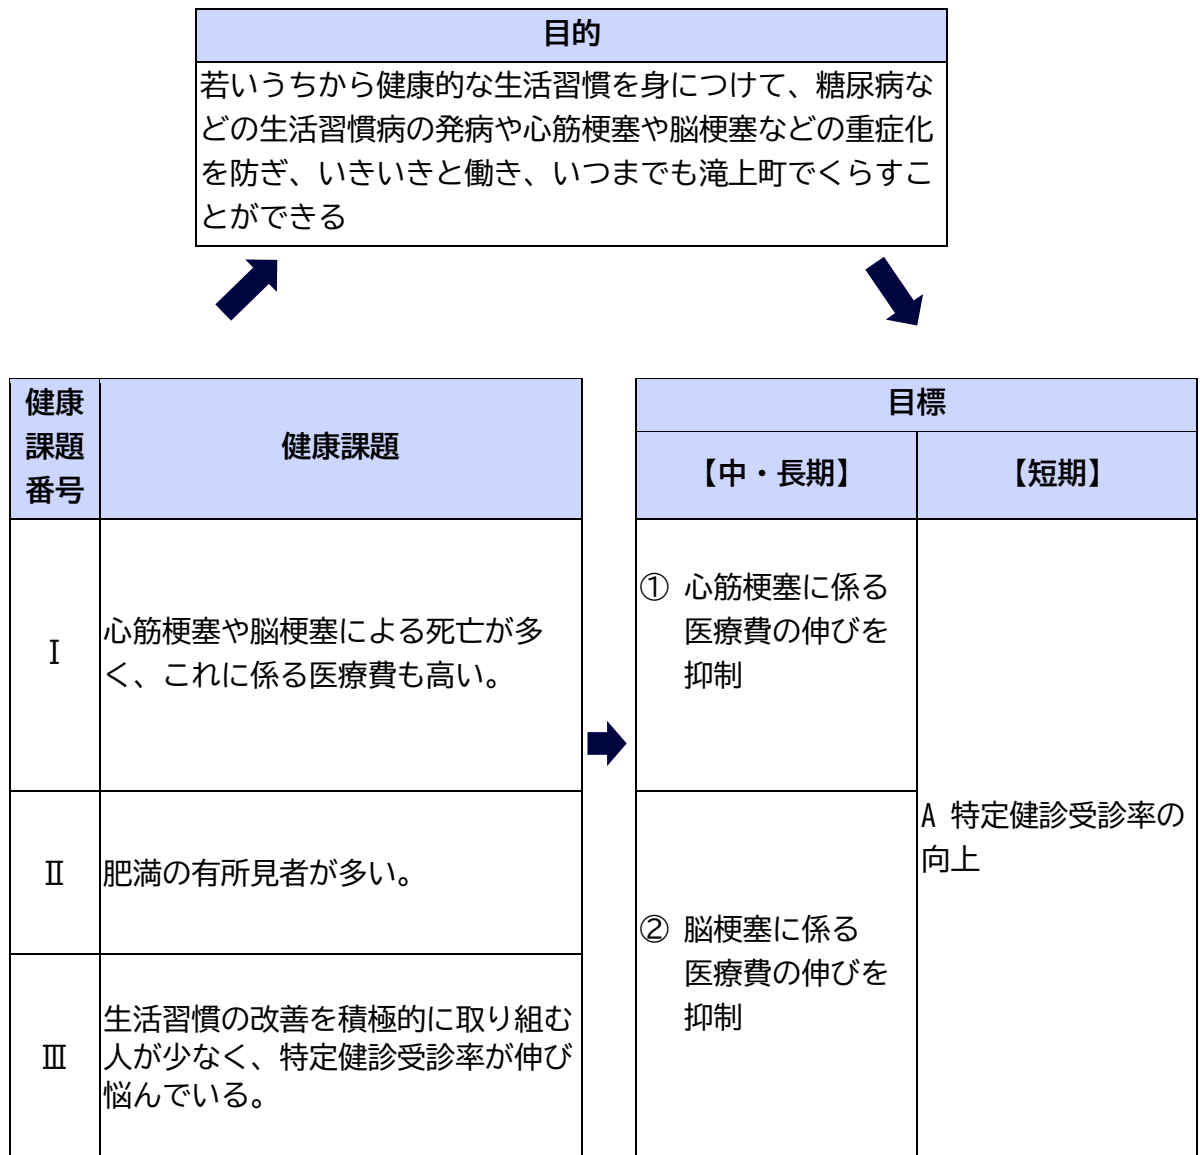 目的
若いうちから健康的な生活習慣を身につけて、糖尿病な
どの生活習慣病の発病や心筋梗塞や脳梗塞などの重症化
を防ぎ、いきいきと働き、いつまでも滝上町でくらすこ
とができる
健康
課題
番号
健康課題
Ⅰ
心筋梗塞や脳梗塞による死亡が多
く、これに係る医療費も高い。
Ⅱ
肥満の有所見者が多い。
Ⅲ
生活習慣の改善を積極的に取り組む
人が少なく、特定健診受診率が伸び
悩んでいる。
目標
【中・長期】
【短期】
① 心筋梗塞に係る
医療費の伸びを
抑制
② 脳梗塞に係る
医療費の伸びを
抑制
A 特定健診受診率の
向上